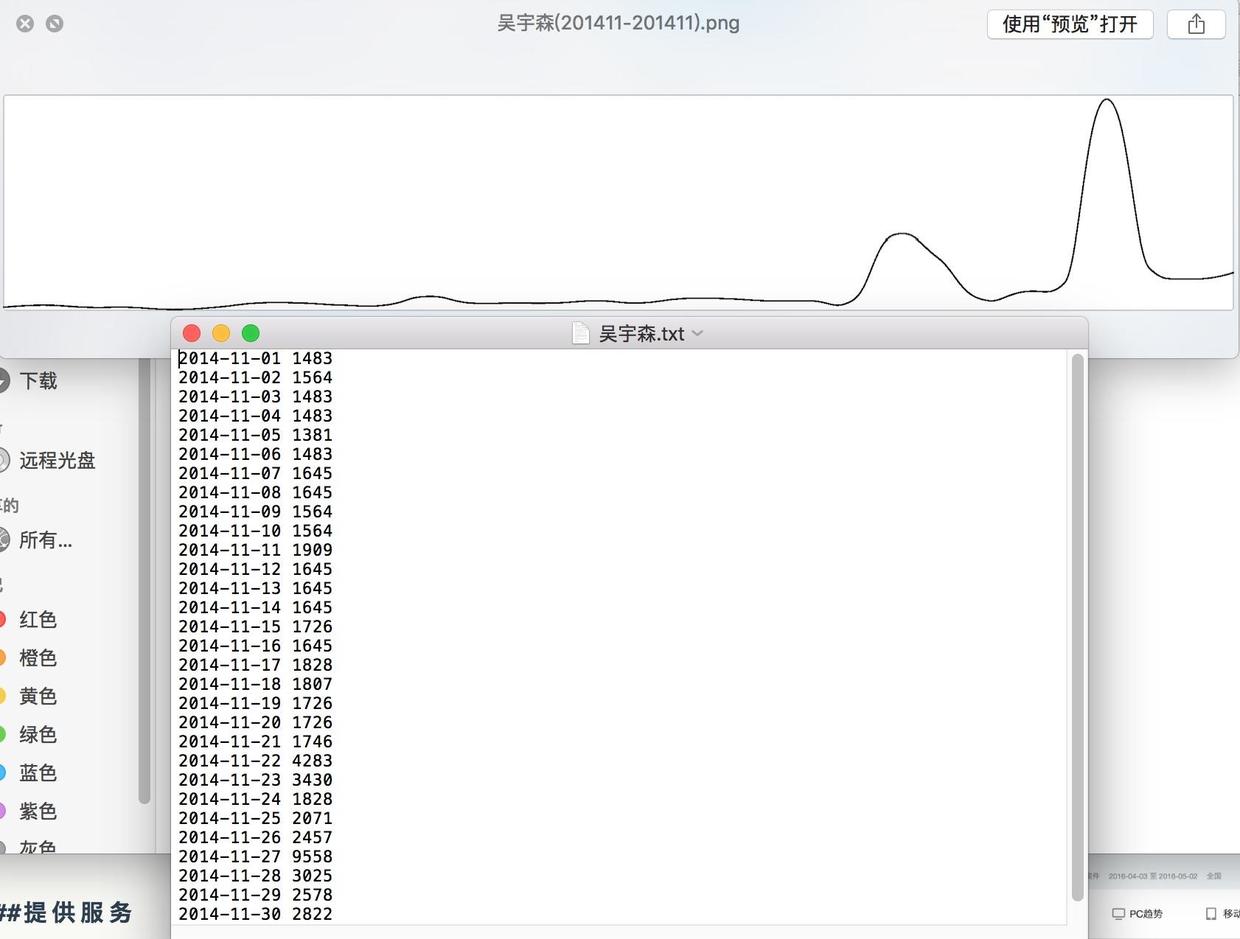 吴宇森(201411-201411).png
使用“预览”打开
吴宇森.txt
2014-11-01 1483
2014-11-02 1564
2014-11-03 1483
2014-11-04 1483
2014-11-05 1381
2014-11-06 1483
2014-11-07 1645
2014-11-08 1645
2014-11-09 1564
2014-11-10 1564
2014-11-11 1909
2014-11-12 1645
2014-11-13 1645
2014-11-14 1645
2014-11-15 1726
2014-11-16 1645
2014-11-17 1828
2014-11-18 1807
2014-11-19 1726
2014-11-20 1726
2014-11-21 1746
2014-11-22 4283
2014-11-23 3430
2014-11-24 1828
2014-11-25 2071
2014-11-26 2457
2014-11-27 9558
2014-11-28 3025
2014-11-29 2578
2014-11-30 2822
下载
远程光盘
的
所有...
红色
橙色
黄色
绿色
蓝色
紫色
灰色
##提供服务
2016-04-03 至 2016-05-02 全国
PC趋势
移动